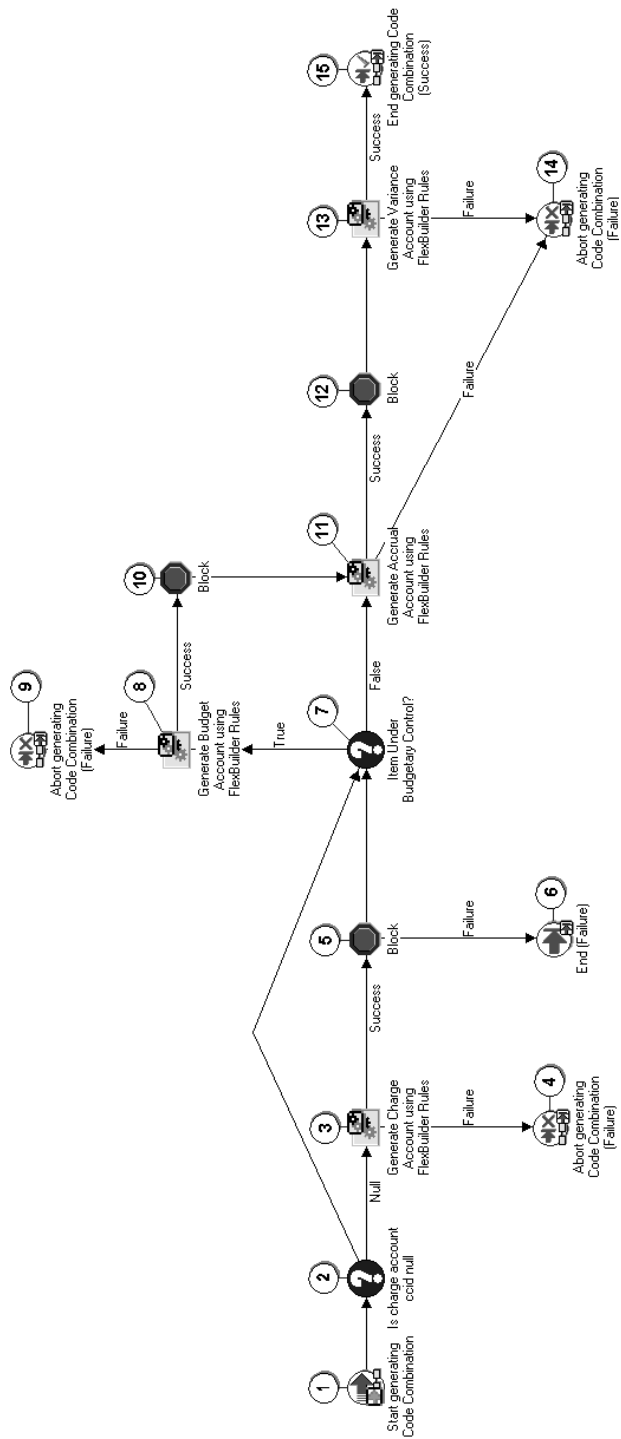 1
Start generating
Code Combination
2
Is charge account
ccid null
Null
3
Generate Charge
Account using
FlexBuilder Rules
Failure
4
Abort generating
Code Combination
(Failure)
Success
5
Block
Failure
6
End (Failure)
7
Item Under
Budgetary Control?
True
8
Generate Budget
Account using
FlexBuilder Rules
Failure
9
Abort generating
Code Combination
(Failure)
Success
10
Block
False
11
Generate Accrual
Account using
FlexBuilder Rules
Success
12
Block
Failure
13
Generate Variance
Account using
FlexBuilder Rules
Failure
14
Abort generating
Code Combination
(Failure)
Success
15
End generating Code
Combination
(Success)